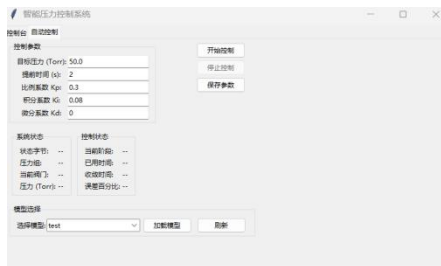 智能压力控制系统
控制台 自动控制
控制参数
目标压力 (Torr): 50.0
提前时间 (s): 2
比例系数 Kp: 0.3
积分系数 Ki: 0.08
微分系数 Kd: 0
开始控制
停止控制
保存参数
系统状态
状态字节: --
压力组: --
当前阀门: --
压力 (Torr): --
控制状态
当前阶段: --
已用时间: --
收敛时间: --
误差百分比: --
模型选择
选择模型: test
加载模型
刷新